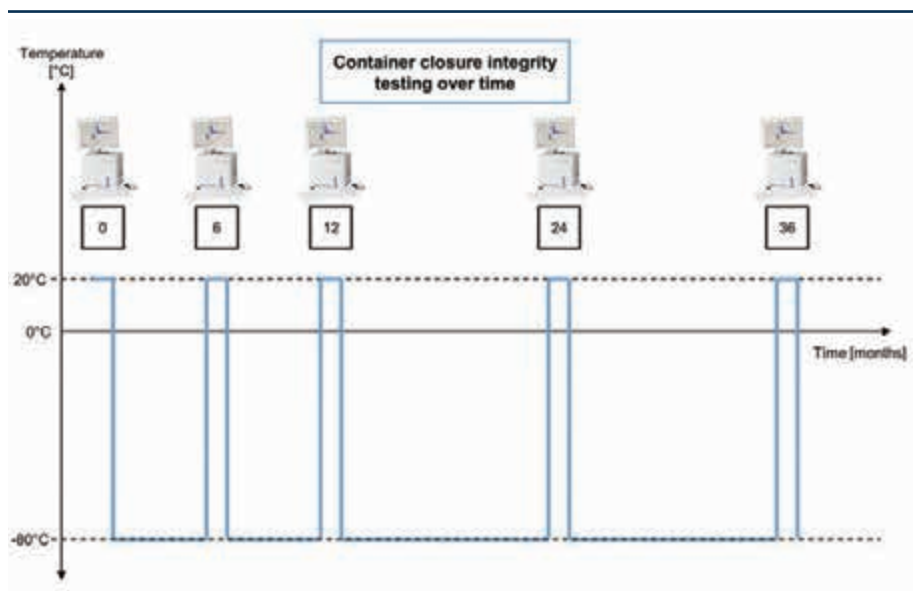 Temperature
[°C]
Container closure integrity
testing over time
0
6
12
24
36
20°C
0°C
Time [months]
-80°C